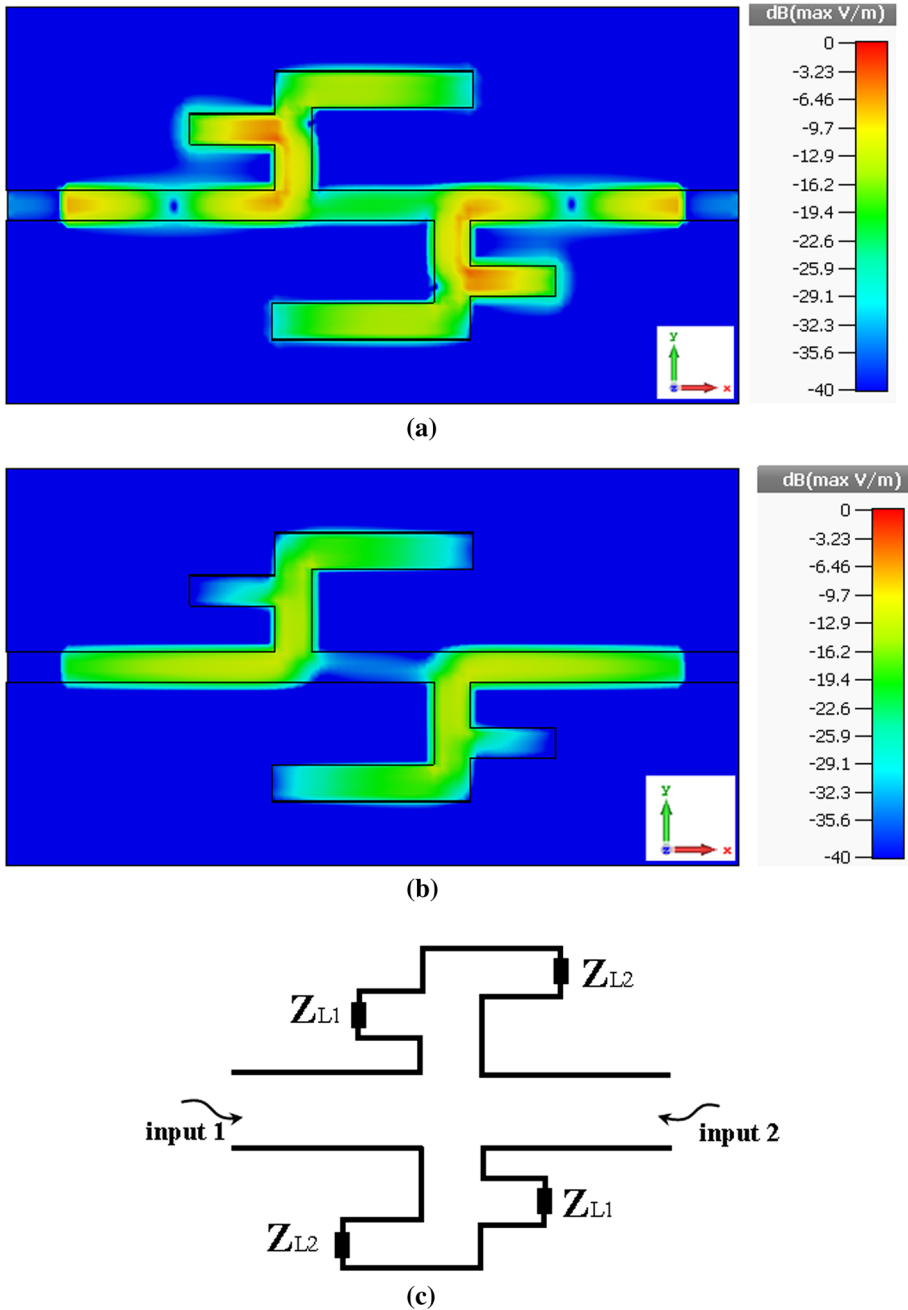 dB(max V/m)
0
-3.23
-6.46
-9.7
-12.9
-16.2
-19.4
-22.6
-25.9
-29.1
-32.3
-35.6
-40
y
z
x
(a)
dB(max V/m)
0
-3.23
-6.46
-9.7
-12.9
-16.2
-19.4
-22.6
-25.9
-29.1
-32.3
-35.6
-40
y
z
x
(b)
ZL1
ZL2
input 1
input 2
ZL2
ZL1
(c)